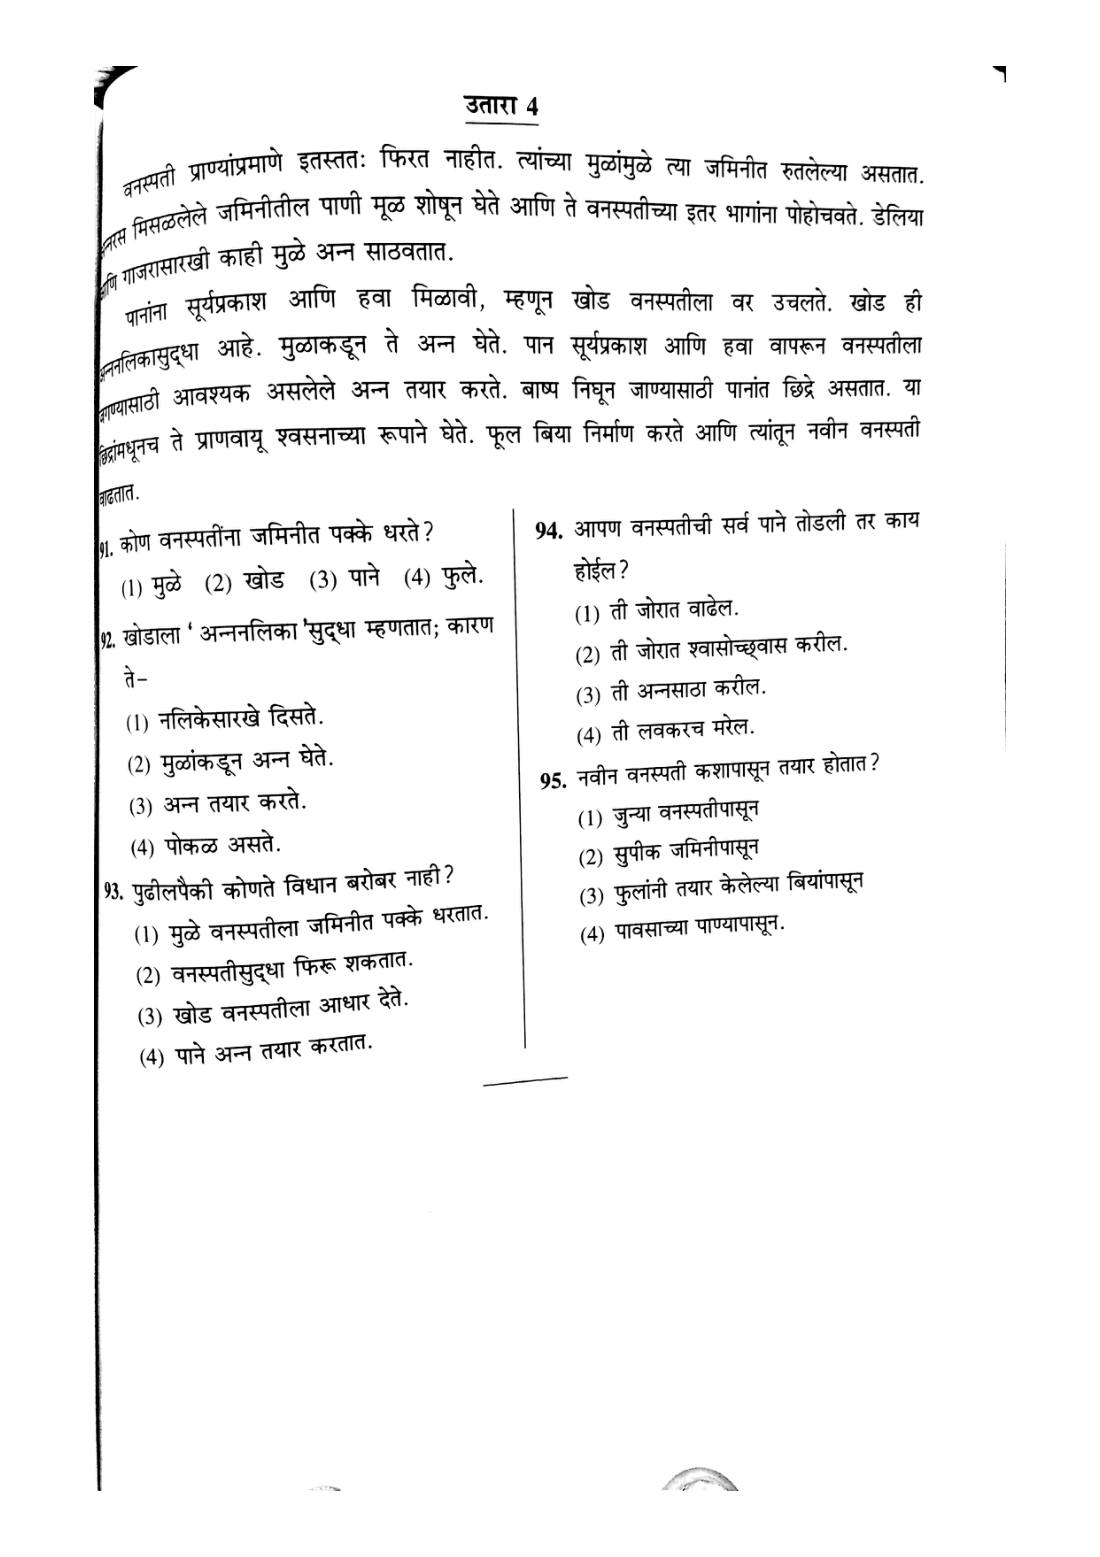 उतारा 4
वनस्पती प्राण्यांप्रमाणे इतस्ततः फिरत नाहीत. त्यांच्या मुळांमुळे त्या जमिनीत रुतलेल्या असतात.
मिसळलेले जमिनीतील पाणी मूळ शोषून घेते आणि ते वनस्पतीच्या इतर भागांना पोहोचवते. डेलिया
गाजरासारखी काही मुळे अन्न साठवतात.
पानांना सूर्यप्रकाश आणि हवा मिळावी, म्हणून खोड वनस्पतीला वर उचलते. खोड ही
अन्ननलिकासुद्धा आहे. मुळाकडून ते अन्न घेते. पान सूर्यप्रकाश आणि हवा वापरून वनस्पतीला
जगण्यासाठी आवश्यक असलेले अन्न तयार करते. बाष्प निघून जाण्यासाठी पानांत छिद्रे असतात. या
छिद्रांमधूनच ते प्राणवायू श्वसनाच्या रूपाने घेते. फूल बिया निर्माण करते आणि त्यांतून नवीन वनस्पती
वाढतात.
91. कोण वनस्पतींना जमिनीत पक्के धरते?
(1) मुळे (2) खोड (3) पाने (4) फुले.
92. खोडाला ' अन्ननलिका 'सुद्धा म्हणतात; कारण
ते–
(1) नलिकेसारखे दिसते.
(2) मुळांकडून अन्न घेते.
(3) अन्न तयार करते.
(4) पोकळ असते.
93. पुढीलपैकी कोणते विधान बरोबर नाही?
(1) मुळे वनस्पतीला जमिनीत पक्के धरतात.
(2) वनस्पतीसुद्धा फिरू शकतात.
(3) खोड वनस्पतीला आधार देते.
(4) पाने अन्न तयार करतात.
94. आपण वनस्पतीची सर्व पाने तोडली तर काय
होईल?
(1) ती जोरात वाढेल.
(2) ती जोरात श्वासोच्छ्वास करील.
(3) ती अन्नसाठा करील.
(4) ती लवकरच मरेल.
95. नवीन वनस्पती कशापासून तयार होतात?
(1) जुन्या वनस्पतीपासून
(2) सुपीक जमिनीपासून
(3) फुलांनी तयार केलेल्या बियांपासून
(4) पावसाच्या पाण्यापासून.